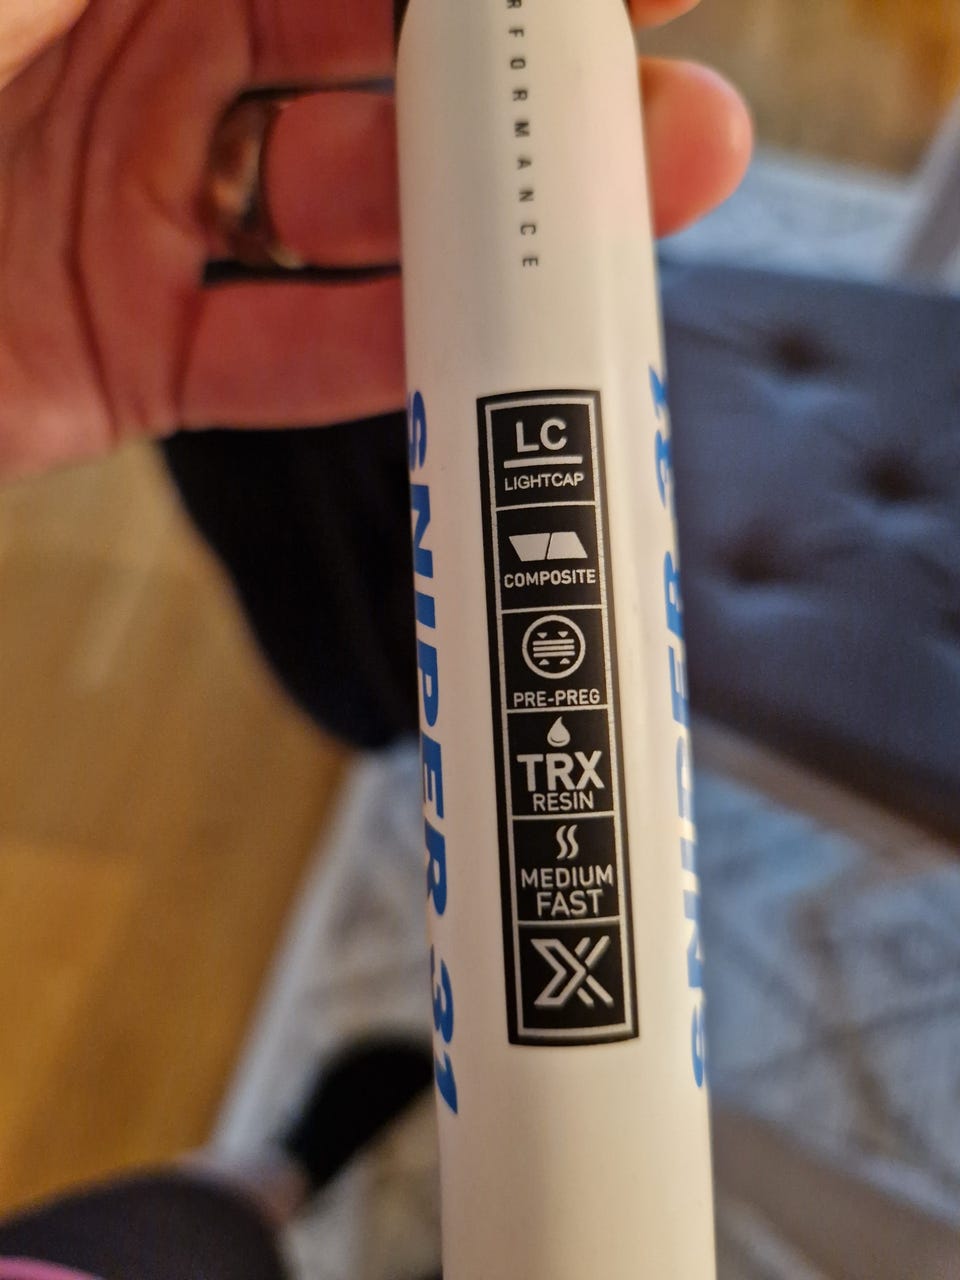 RFORMANCE
LC
LIGHTCAP
COMPOSITE
PRE-PREG
TRX
RESIN
MEDIUM
FAST
X
SNIPER 31
SNIPER 31